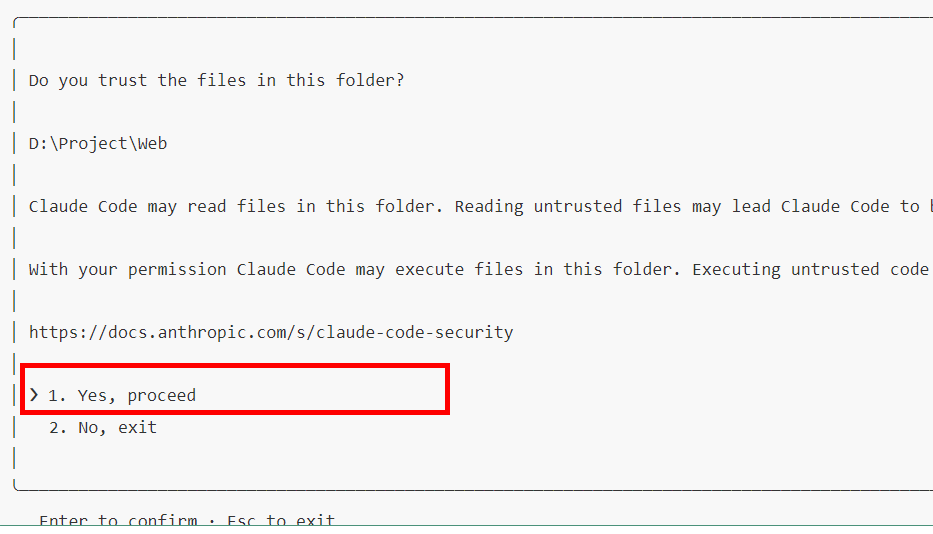 Do you trust the files in this folder?
D:\Project\Web
Claude Code may read files in this folder. Reading untrusted files may lead Claude Code to
With your permission Claude Code may execute files in this folder. Executing untrusted code
https://docs.anthropic.com/s/claude-code-security
❯ 1. Yes, proceed
2. No, exit
Enter to confirm · Esc to exit